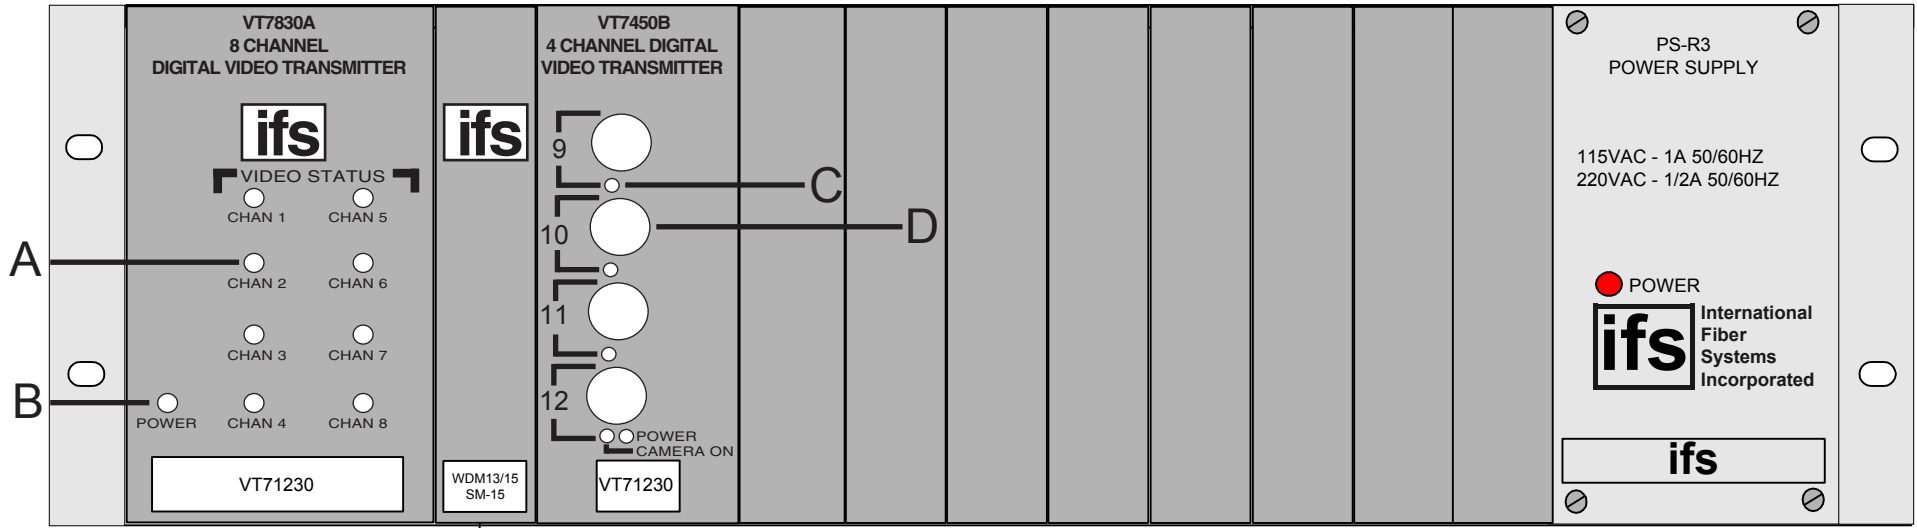 VT7830A
8 CHANNEL
DIGITAL VIDEO TRANSMITTER
ifs
VIDEO STATUS
CHAN 1
CHAN 5
A
CHAN 2
CHAN 6
CHAN 3
CHAN 7
B
POWER
CHAN 4
CHAN 8
VT71230
ifs
WDM13/15
SM-15
VT7450B
4 CHANNEL DIGITAL
VIDEO TRANSMITTER
9
C
10
D
11
12
POWER
CAMERA ON
VT71230
PS-R3
POWER SUPPLY
115VAC - 1A 50/60HZ
220VAC - 1/2A 50/60HZ
POWER
ifs
International
Fiber
Systems
Incorporated
ifs